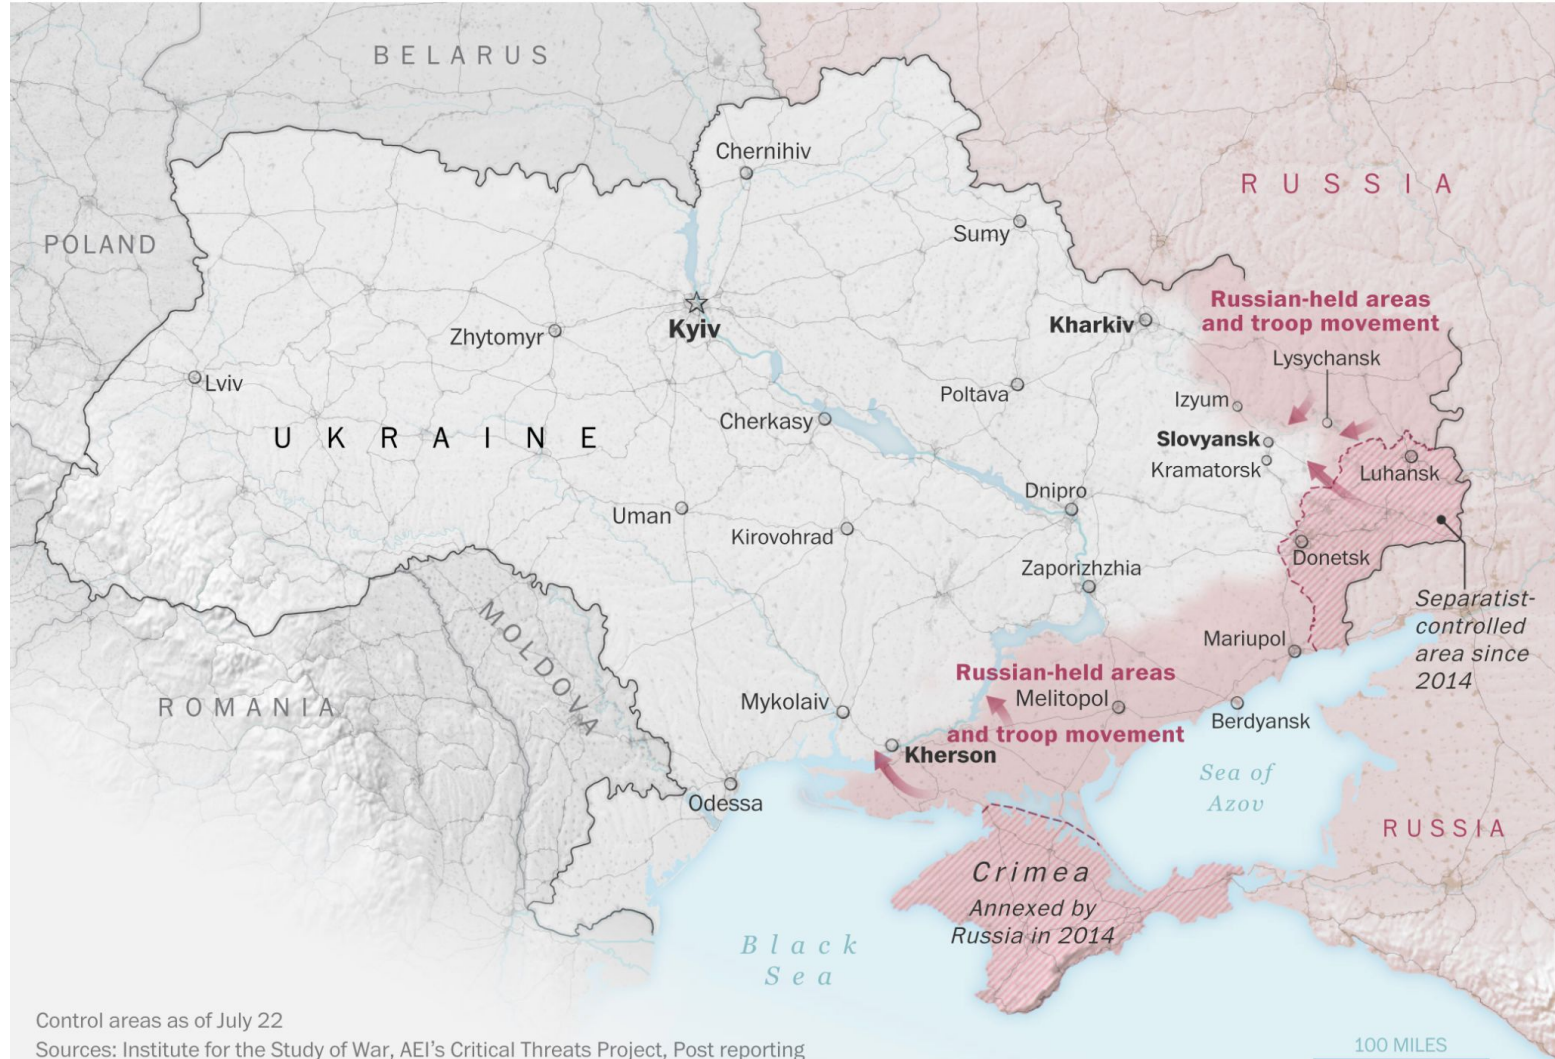 BELARUS
Chernihiv
RUSSIA
Sumy
POLAND
Russian-held areas
and troop movement
Kharkiv
Kyiv
Zhytomyr
Lysychansk
Lviv
Poltava
Izyum
Cherkasy
UKRAINE
Slovyansk
Kramatorsk
Luhansk
Dnipro
Uman
Kirovohrad
Donetsk
Zaporizhzhia
Separatist-
controlled
area since
2014
MOLDOVA
Mariupol
Russian-held areas
Melitopol
and troop movement
ROMANIA
Mykolaiv
Berdyansk
Kherson
Sea of
Azov
Odessa
RUSSIA
Crimea
Annexed by
Russia in 2014
Black
Sea
Control areas as of July 22
Sources: Institute for the Study of War, AEI's Critical Threats Project, Post reporting
100 MILES